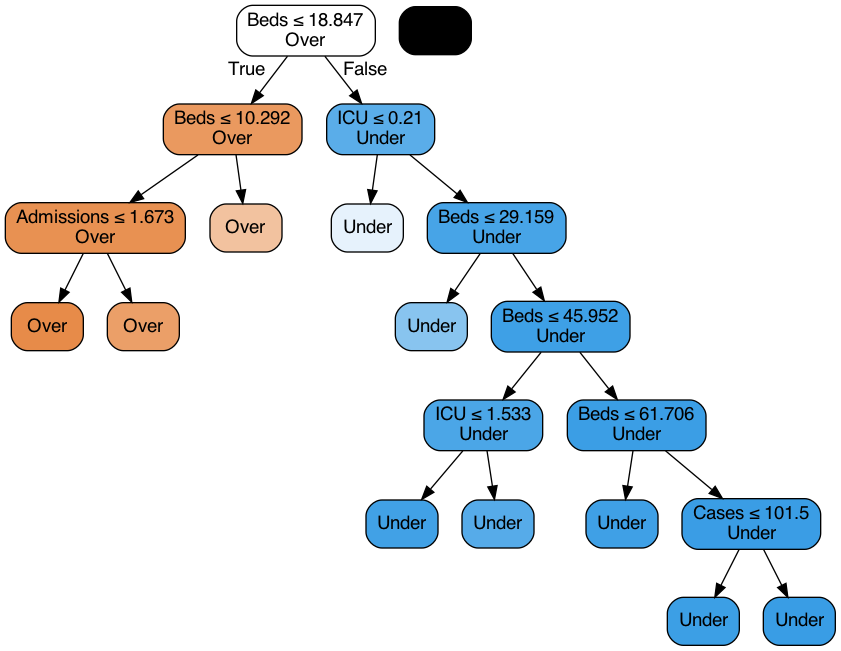 Beds ≤ 18.847
Over
True
False
Beds ≤ 10.292
Over
ICU ≤ 0.21
Under
Admissions ≤ 1.673
Over
Over
Under
Beds ≤ 29.159
Under
Over
Over
Under
Beds ≤ 45.952
Under
ICU ≤ 1.533
Under
Beds ≤ 61.706
Under
Under
Under
Under
Cases ≤ 101.5
Under
Under
Under